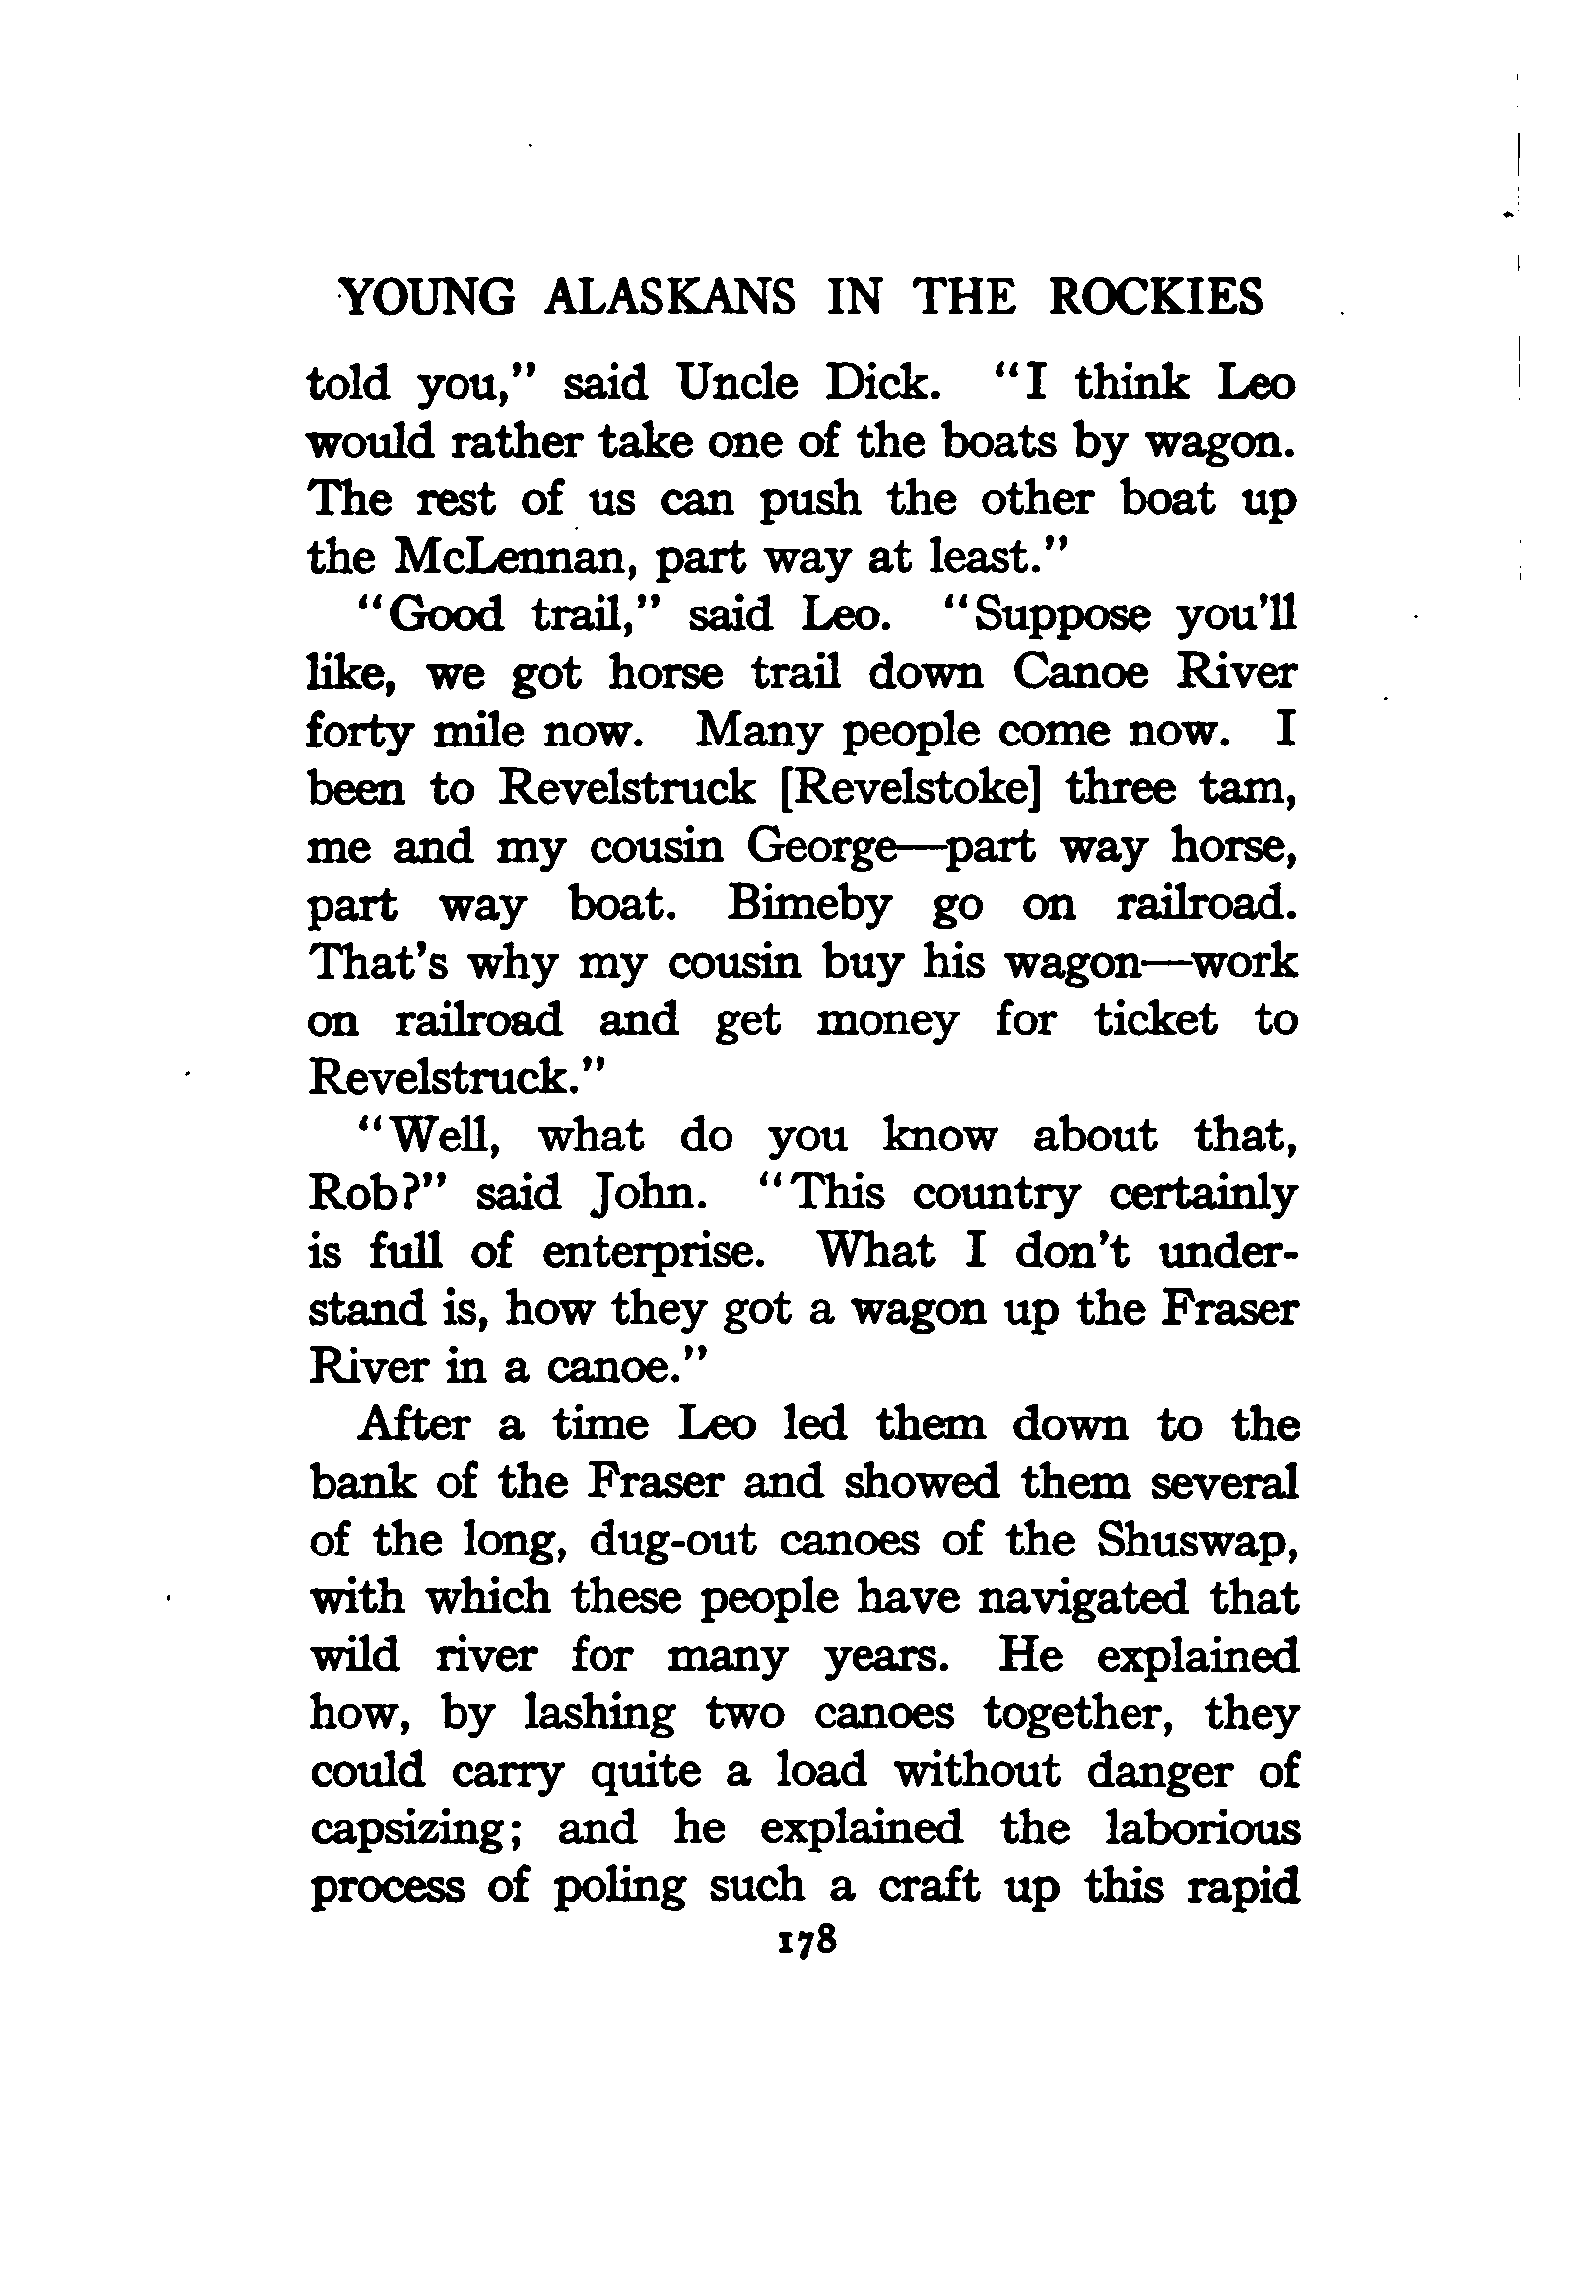 YOUNG ALASKANS IN THE ROCKIES
told you," said Uncle Dick. "I think Leo
would rather take one of the boats by wagon.
The rest of us can push the other boat up
the McLennan, part way at least."
"Good trail," said Leo. "Suppose you'll
like, we got horse trail down Canoe River
forty mile now. Many people come now. I
been to Revelstruck [Revelstoke] three tam,
me and my cousin George—part way horse,
part way boat. Bimeby go on railroad.
That's why my cousin buy his wagon—work
on railroad and get money for ticket to
Revelstruck."
"Well, what do you know about that,
Rob?" said John. "This country certainly
is full of enterprise. What I don't under-
stand is, how they got a wagon up the Fraser
River in a canoe."
After a time Leo led them down to the
bank of the Fraser and showed them several
of the long, dug-out canoes of the Shuswap,
with which these people have navigated that
wild river for many years. He explained
how, by lashing two canoes together, they
could carry quite a load without danger of
capsizing; and he explained the laborious
process of poling such a craft up this rapid
178